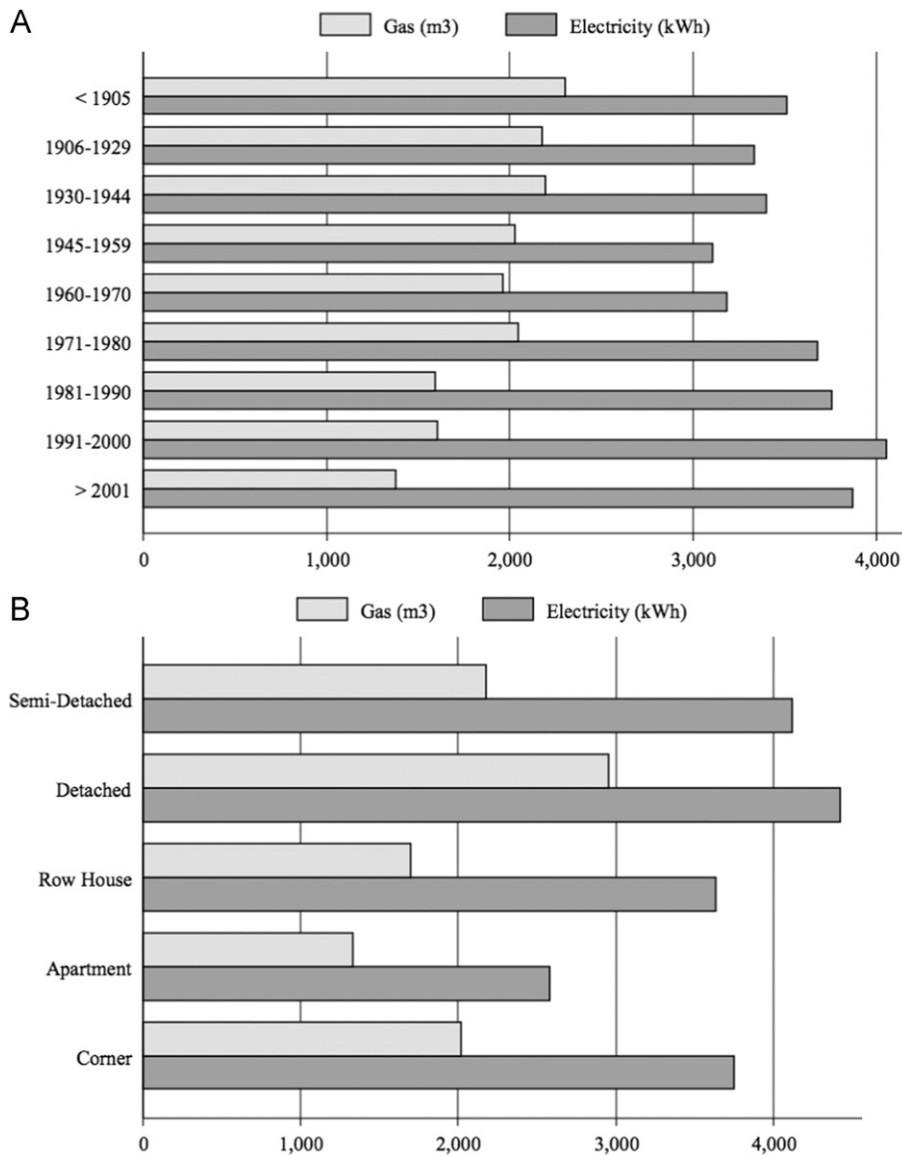 A
Gas (m3) Electricity (kWh)
< 1905
1906-1929
1930-1944
1945-1959
1960-1970
1971-1980
1981-1990
1991-2000
> 2001
0 1,000 2,000 3,000 4,000
B
Gas (m3) Electricity (kWh)
Semi-Detached
Detached
Row House
Apartment
Corner
0 1,000 2,000 3,000 4,000